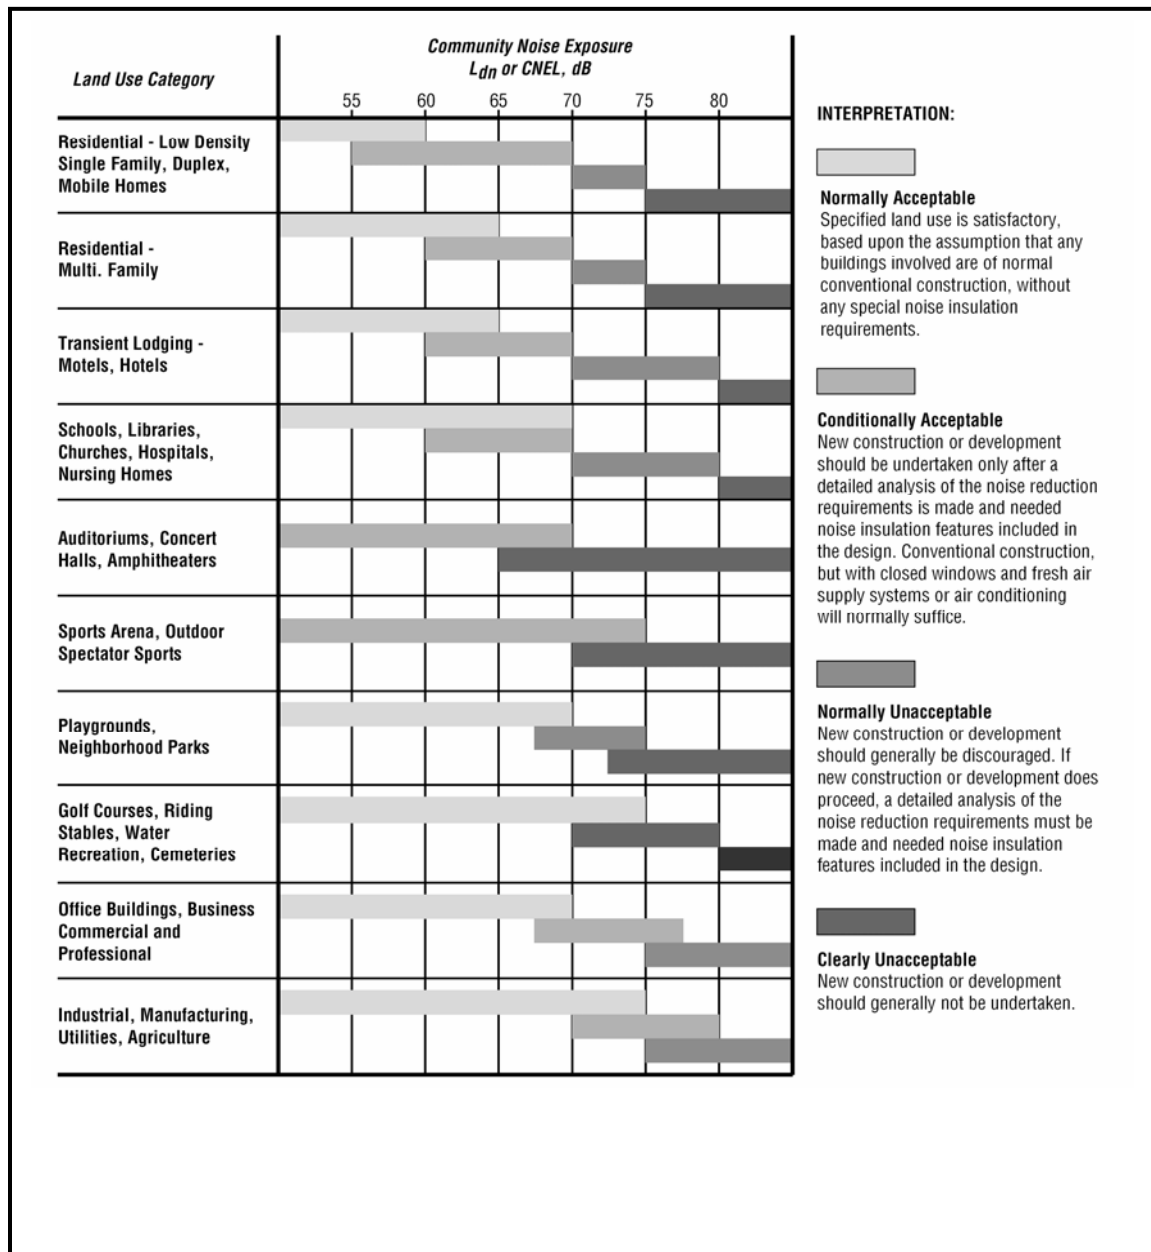 Land Use Category
Community Noise Exposure
Ldn or CNEL, dB
55 60 65 70 75 80
Residential - Low Density
Single Family, Duplex,
Mobile Homes
Residential -
Multi. Family
Transient Lodging -
Motels, Hotels
Schools, Libraries,
Churches, Hospitals,
Nursing Homes
Auditoriums, Concert
Halls, Amphitheaters
Sports Arena, Outdoor
Spectator Sports
Playgrounds,
Neighborhood Parks
Golf Courses, Riding
Stables, Water
Recreation, Cemeteries
Office Buildings, Business
Commercial and
Professional
Industrial, Manufacturing,
Utilities, Agriculture
INTERPRETATION:
Normally Acceptable
Specified land use is satisfactory,
based upon the assumption that any
buildings involved are of normal
conventional construction, without
any special noise insulation
requirements.
Conditionally Acceptable
New construction or development
should be undertaken only after a
detailed analysis of the noise reduction
requirements is made and needed
noise insulation features included in
the design. Conventional construction,
but with closed windows and fresh air
supply systems or air conditioning
will normally suffice.
Normally Unacceptable
New construction or development
should generally be discouraged. If
new construction or development does
proceed, a detailed analysis of the
noise reduction requirements must be
made and needed noise insulation
features included in the design.
Clearly Unacceptable
New construction or development
should generally not be undertaken.